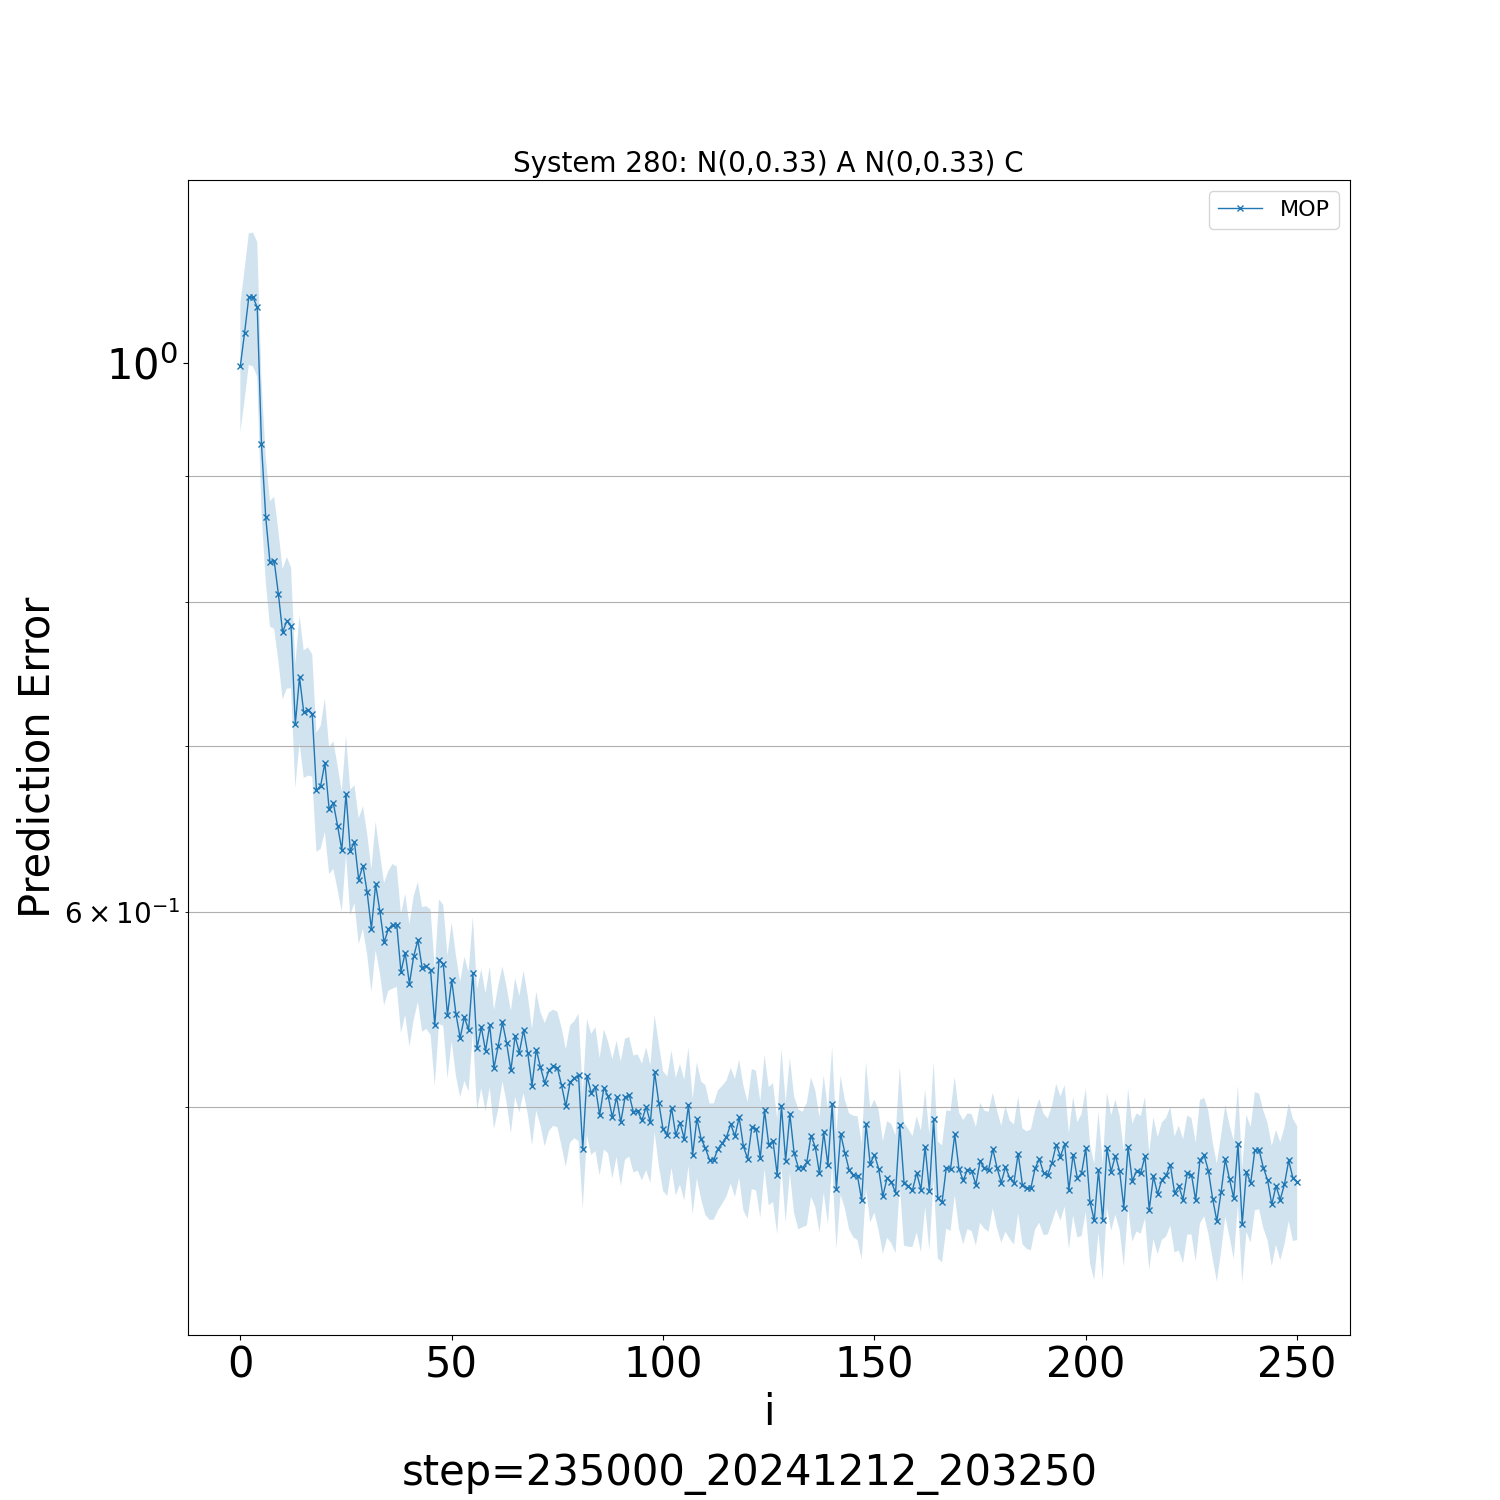 System 280: N(0,0.33) A N(0,0.33) C
MOP
10⁰
6 × 10⁻¹
Prediction Error
0 50 100 150 200 250
i
step=235000_20241212_203250